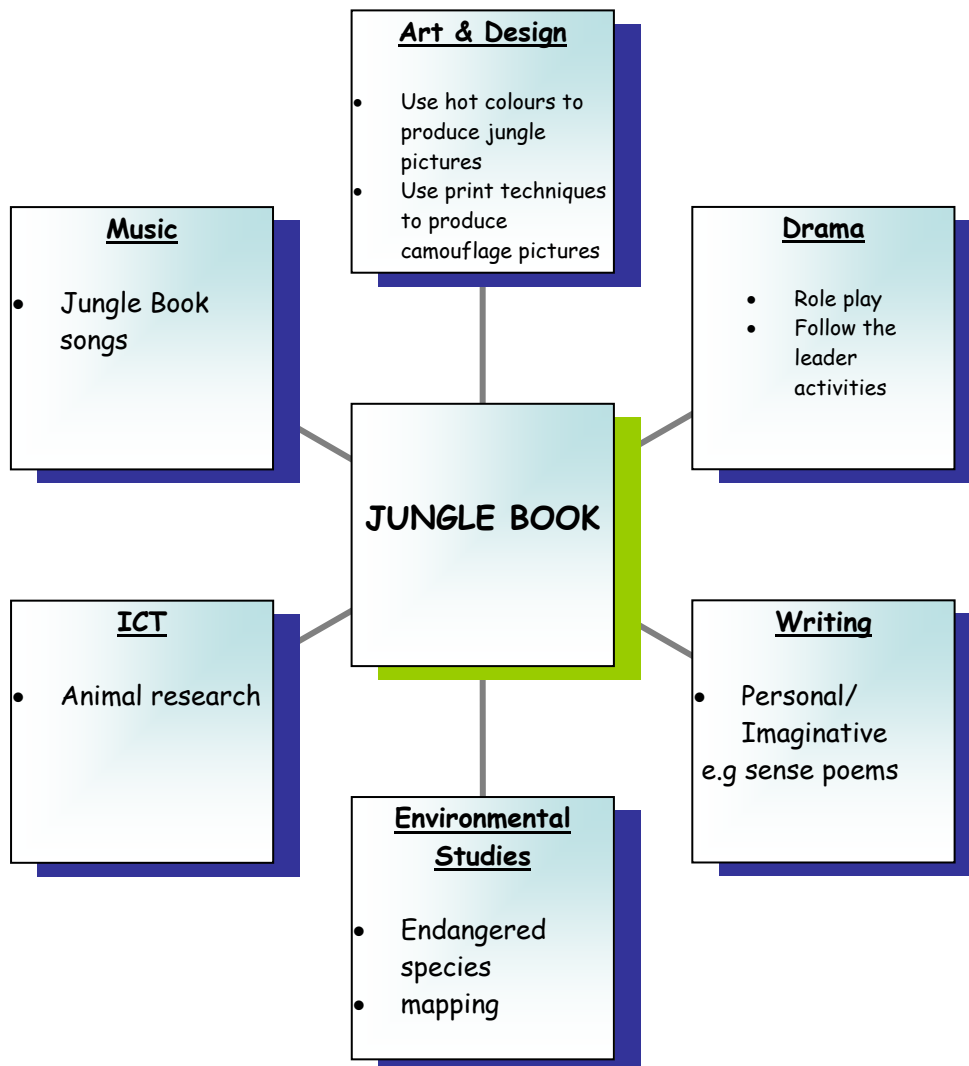 Art & Design
• Use hot colours to
produce jungle
pictures
• Use print techniques
to produce
camouflage pictures
Music
• Jungle Book
songs
Drama
• Role play
• Follow the
leader
activities
JUNGLE BOOK
ICT
• Animal research
Writing
• Personal/
Imaginative
e.g sense poems
Environmental
Studies
• Endangered
species
• mapping